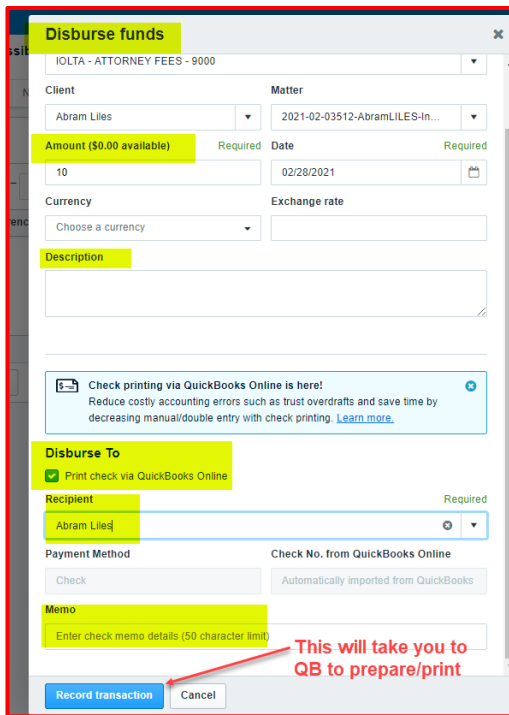 Disburse funds
IOLTA - ATTORNEY FEES - 9000
Client Matter
Abram Liles 2021-02-03512-AbramLILES-In...
Amount ($0.00 available) Required Date Required
10 02/28/2021
Currency Exchange rate
Choose a currency
Description
Check printing via QuickBooks Online is here!
Reduce costly accounting errors such as trust overdrafts and save time by
decreasing manual/double entry with check printing. Learn more.
Disburse To
Print check via QuickBooks Online
Recipient Required
Abram Liles
Payment Method Check No. from QuickBooks Online
Check Automatically imported from QuickBooks
Memo
Enter check memo details (50 character limit)
This will take you to
QB to prepare/print
Record transaction Cancel